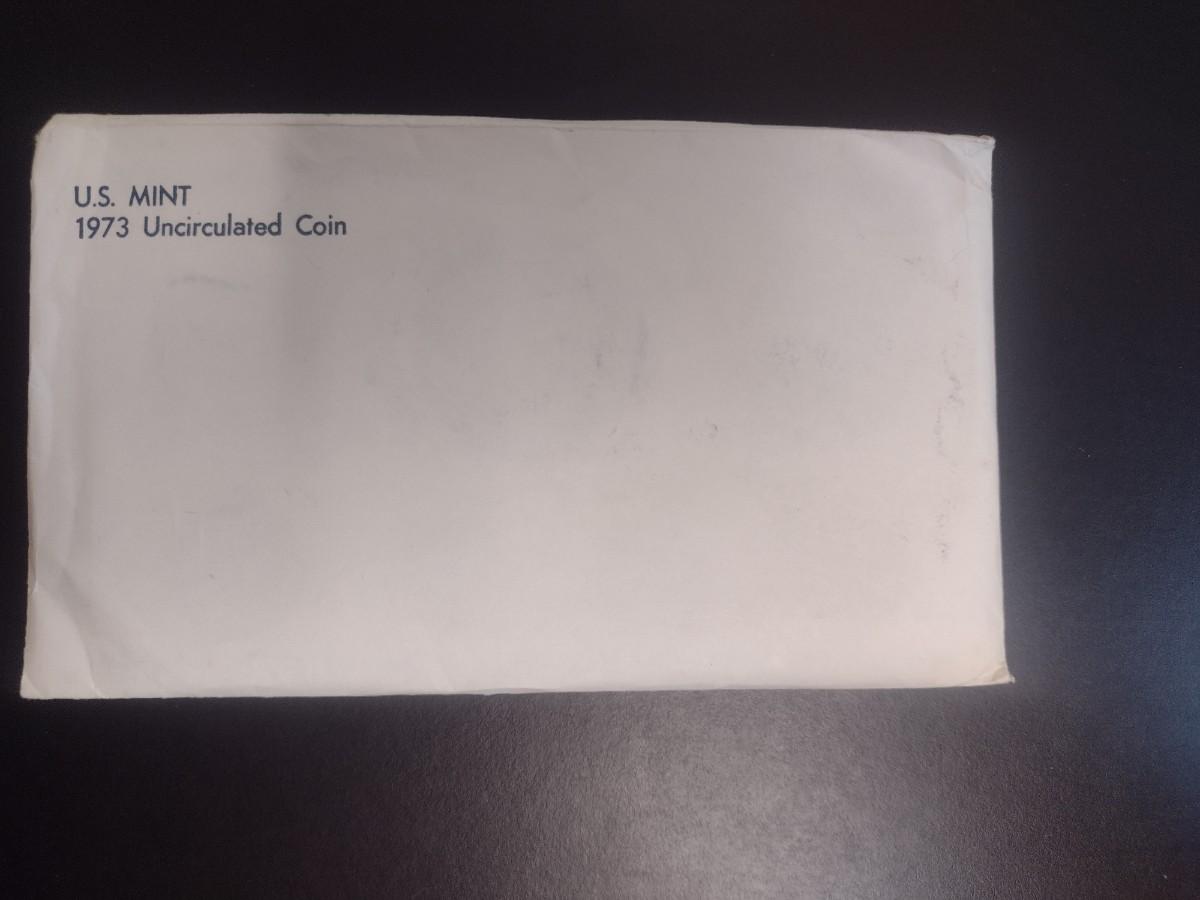 U.S. MINT
1973 Uncirculated Coin